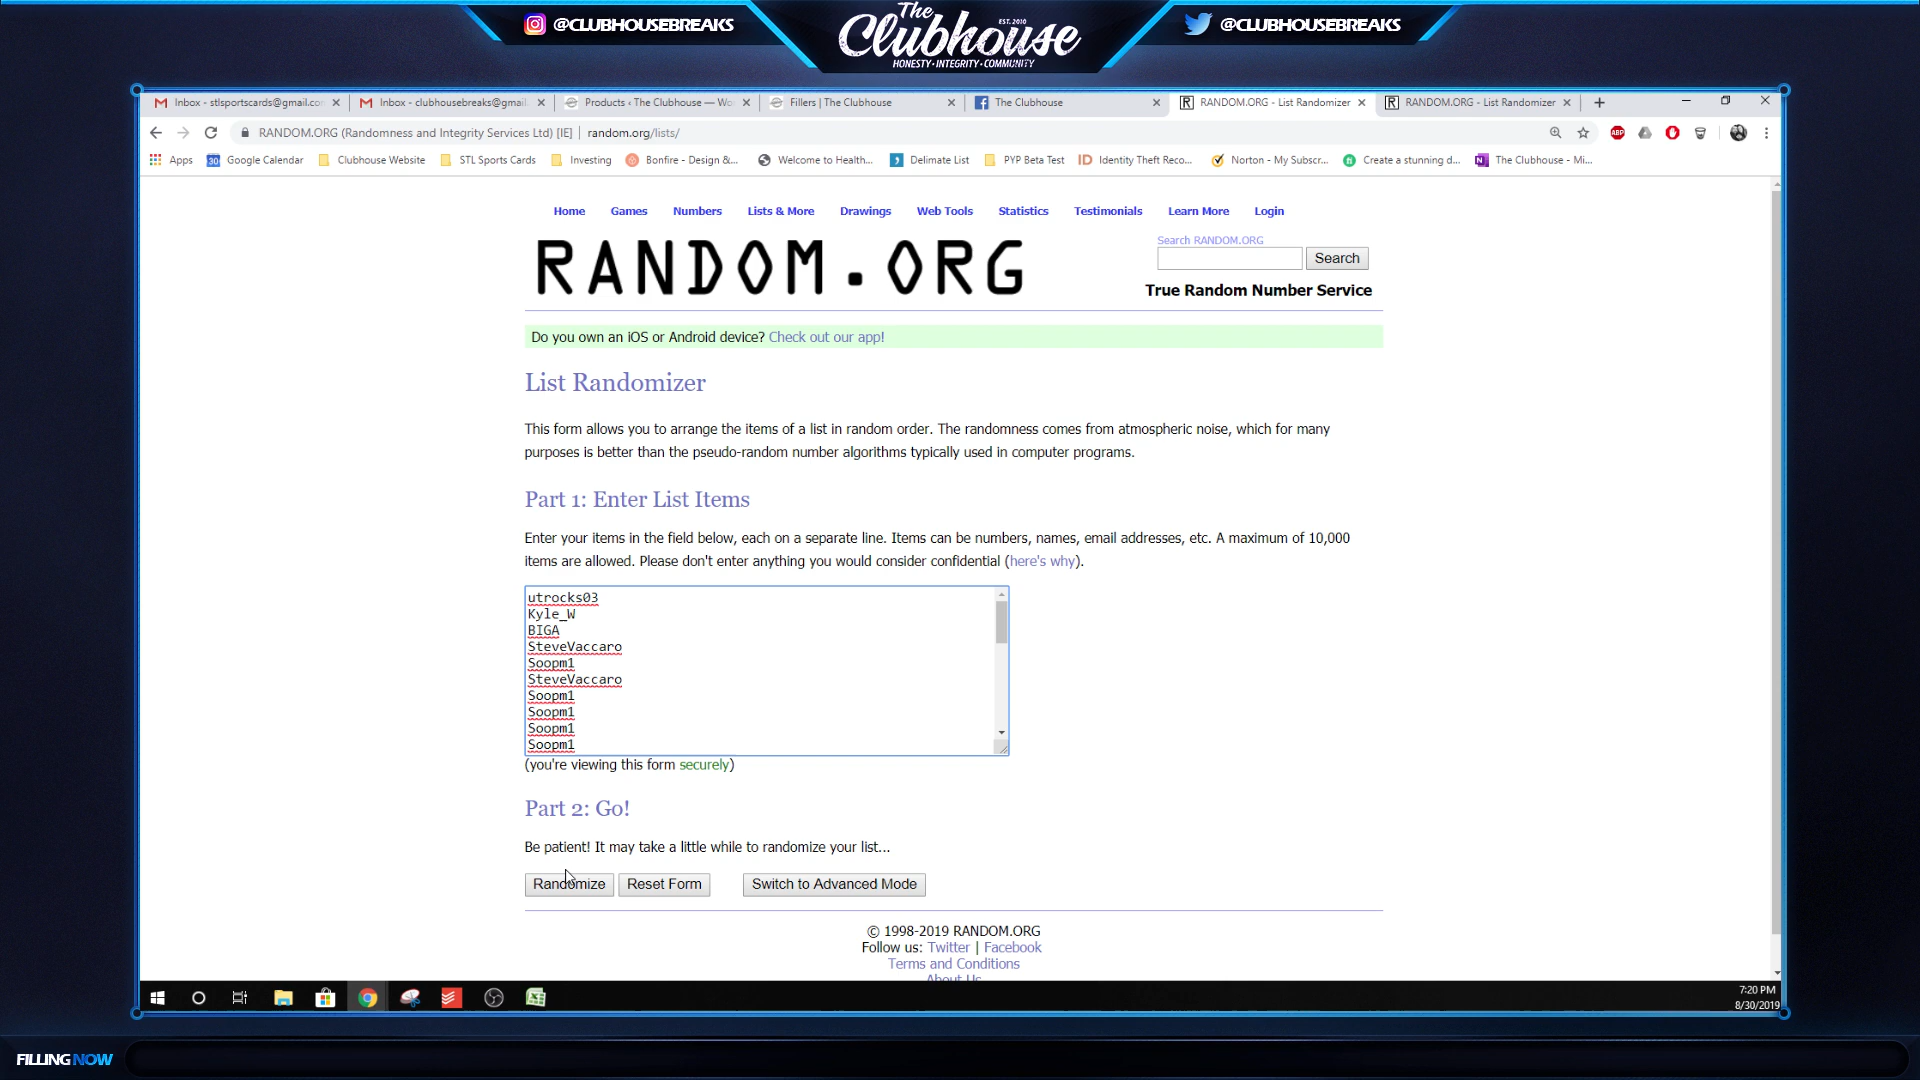 @CLUBHOUSEBREAKS
The
EST. 2010
Clubhouse
HONESTY•INTEGRITY•COMMUNITY
@CLUBHOUSEBREAKS
Inbox - stlsportscards@gmail.co
Inbox - clubhousebreaks@gmail.
Products ‹ The Clubhouse — Wo
Fillers | The Clubhouse
The Clubhouse
RANDOM.ORG - List Randomizer
RANDOM.ORG - List Randomizer
RANDOM.ORG (Randomness and Integrity Services Ltd) [IE] | random.org/lists/
ABP
Apps
30
Google Calendar
Clubhouse Website
STL Sports Cards
Investing
Bonfire - Design &...
Welcome to Health...
Delimate List
PYP Beta Test
ID
Identity Theft Reco...
Norton - My Subscr...
Create a stunning d...
The Clubhouse - Mi...
Home Games Numbers Lists & More Drawings Web Tools Statistics Testimonials Learn More Login
RANDOM.ORG
Search RANDOM.ORG
Search
True Random Number Service
Do you own an iOS or Android device? Check out our app!
List Randomizer
This form allows you to arrange the items of a list in random order. The randomness comes from atmospheric noise, which for many
purposes is better than the pseudo-random number algorithms typically used in computer programs.
Part 1: Enter List Items
Enter your items in the field below, each on a separate line. Items can be numbers, names, email addresses, etc. A maximum of 10,000
items are allowed. Please don't enter anything you would consider confidential (here's why).
utrocks03
Kyle_W
BIGA
SteveVaccaro
Soopm1
SteveVaccaro
Soopm1
Soopm1
Soopm1
Soopm1
(you're viewing this form securely)
Part 2: Go!
Be patient! It may take a little while to randomize your list...
Randomize
Reset Form
Switch to Advanced Mode
© 1998-2019 RANDOM.ORG
Follow us: Twitter | Facebook
Terms and Conditions
About Us
7:20 PM
8/30/2019
FILLING NOW